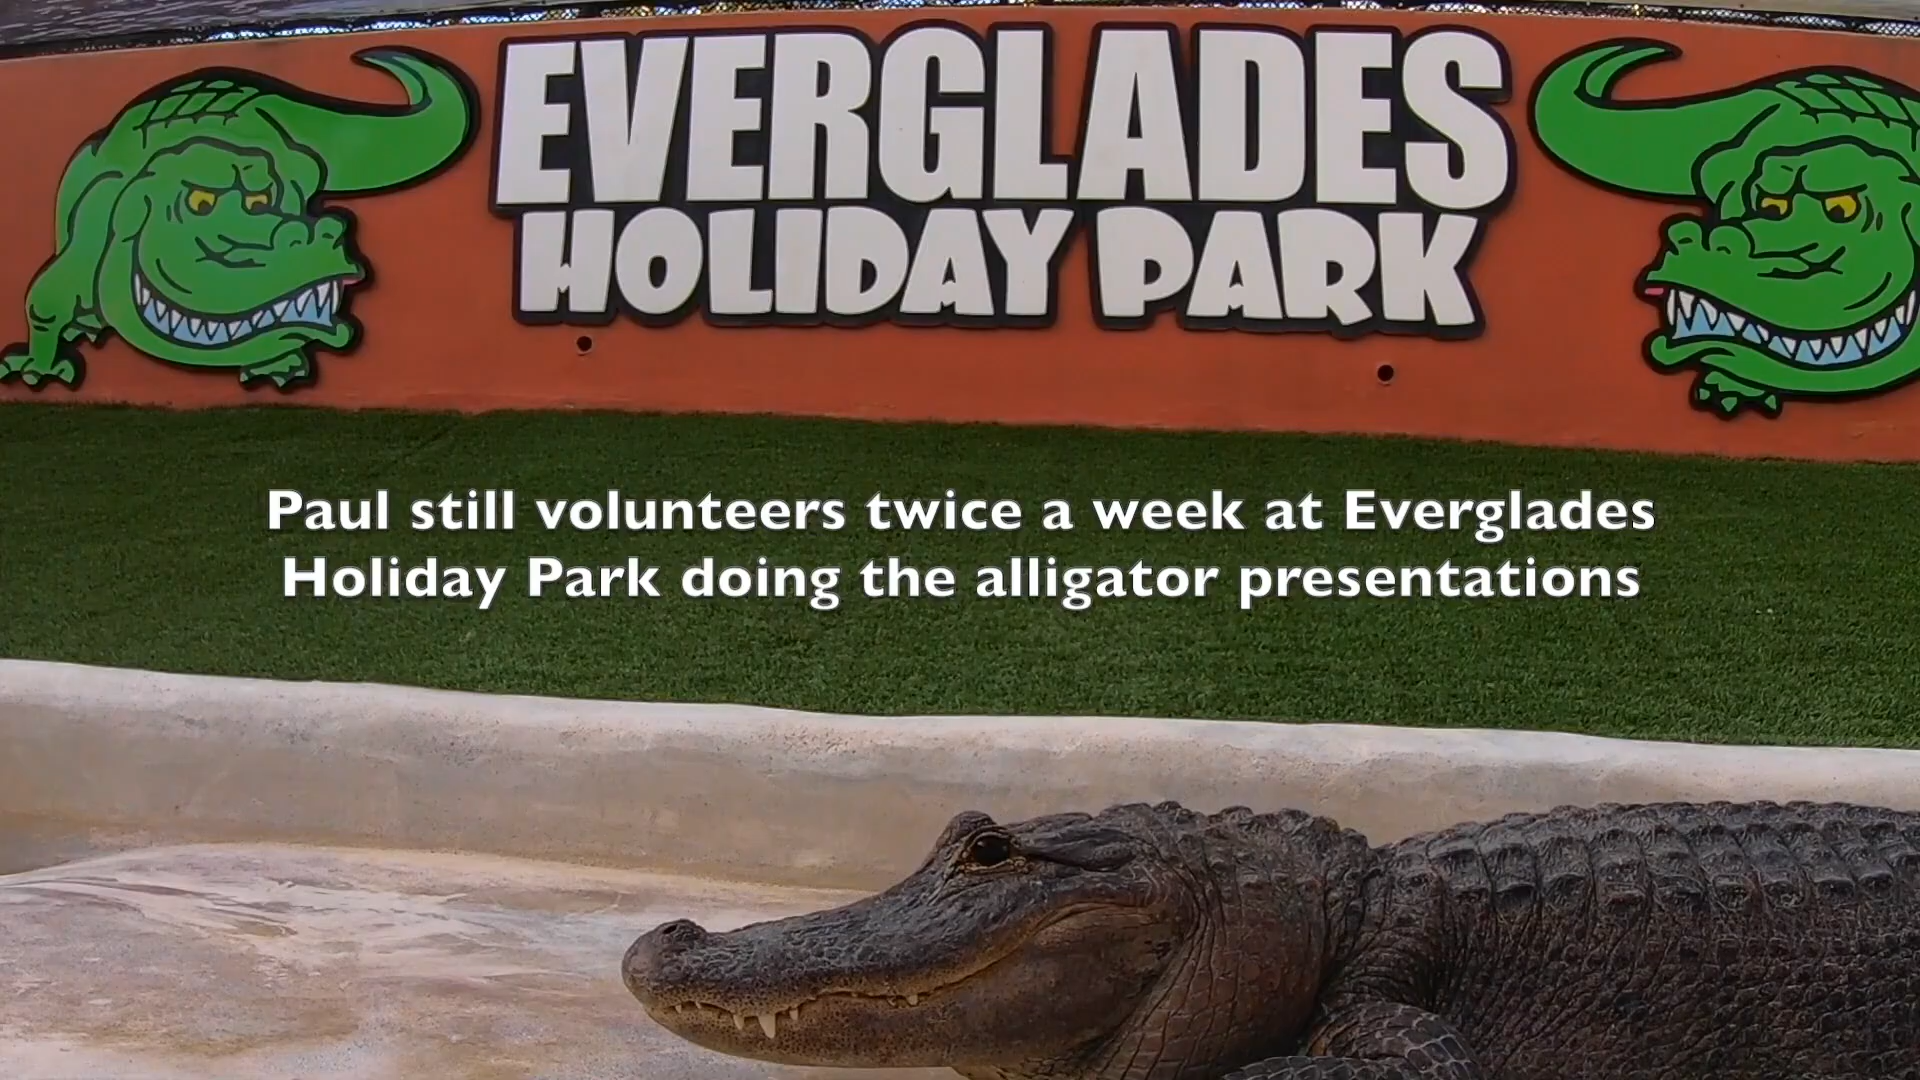 EVERGLADES
HOLIDAY PARK
Paul still volunteers twice a week at Everglades
Holiday Park doing the alligator presentations